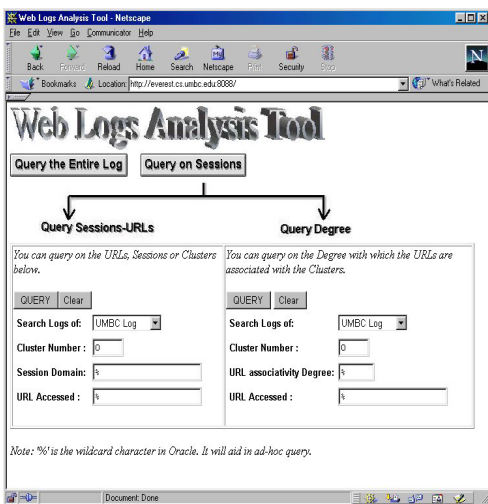 Web Logs Analysis Tool - Netscape
File Edit View Go Communicator Help
Back Forward Reload Home Search Netscape Print Security Stop
N
Bookmarks Location: http://everest.cs.umbc.edu:8088/ What's Related
Web Logs Analysis Tool
Query the Entire Log Query on Sessions
Query Sessions-URLs Query Degree
You can query on the URLs, Sessions or Clusters
below.
QUERY Clear
Search Logs of: UMBC Log
Cluster Number : 0
Session Domain: %
URL Accessed : %
You can query on the Degree with which the URLs are
associated with the Clusters.
QUERY Clear
Search Logs of: UMBC Log
Cluster Number : 0
URL associativity Degree: %
URL Accessed : %
Note: '%' is the wildcard character in Oracle. It will aid in ad-hoc query.
Document: Done